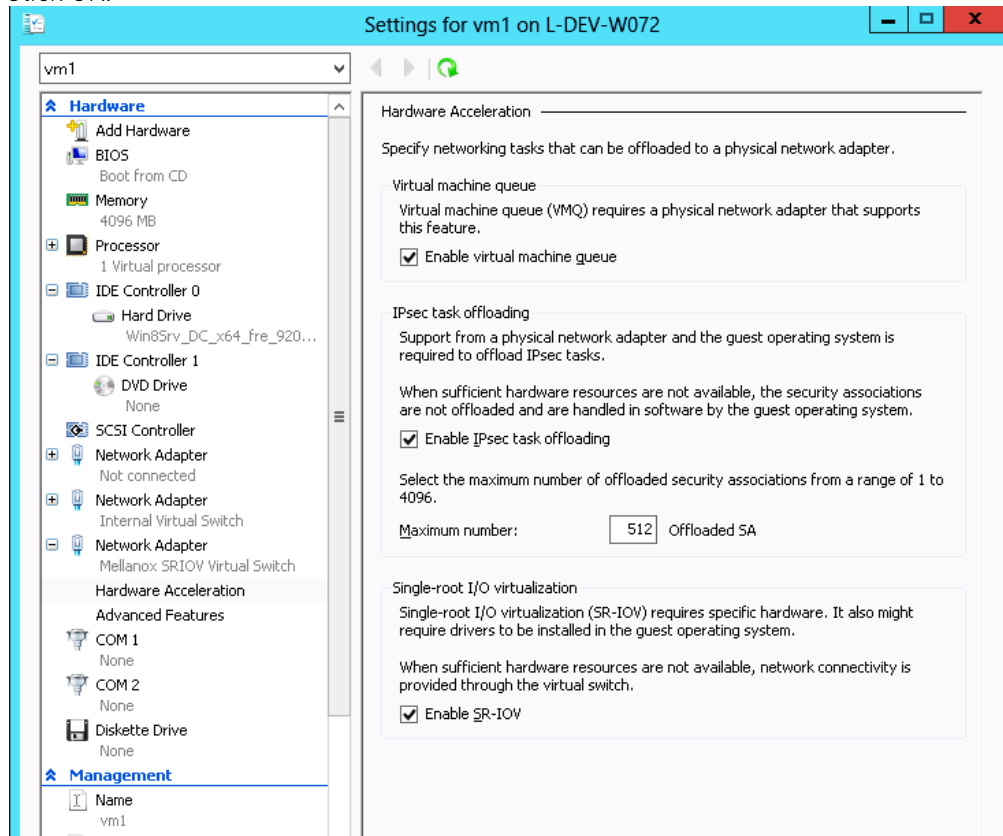 Settings for vm1 on L-DEV-W072
vm1
Hardware
Add Hardware
BIOS
Boot from CD
Memory
4096 MB
Processor
1 Virtual processor
IDE Controller 0
Hard Drive
Win8Srv_DC_x64_fre_920...
IDE Controller 1
DVD Drive
None
SCSI Controller
Network Adapter
Not connected
Network Adapter
Internal Virtual Switch
Network Adapter
Mellanox SRIOV Virtual Switch
Hardware Acceleration
Advanced Features
COM 1
None
COM 2
None
Diskette Drive
None
Management
Name
vm1
Hardware Acceleration
Specify networking tasks that can be offloaded to a physical network adapter.
Virtual machine queue
Virtual machine queue (VMQ) requires a physical network adapter that supports
this feature.
Enable virtual machine queue
IPsec task offloading
Support from a physical network adapter and the guest operating system is
required to offload IPsec tasks.
When sufficient hardware resources are not available, the security associations
are not offloaded and are handled in software by the guest operating system.
Enable IPsec task offloading
Select the maximum number of offloaded security associations from a range of 1 to
4096.
Maximum number: 512 Offloaded SA
Single-root I/O virtualization
Single-root I/O virtualization (SR-IOV) requires specific hardware. It also might
require drivers to be installed in the guest operating system.
When sufficient hardware resources are not available, network connectivity is
provided through the virtual switch.
Enable SR-IOV